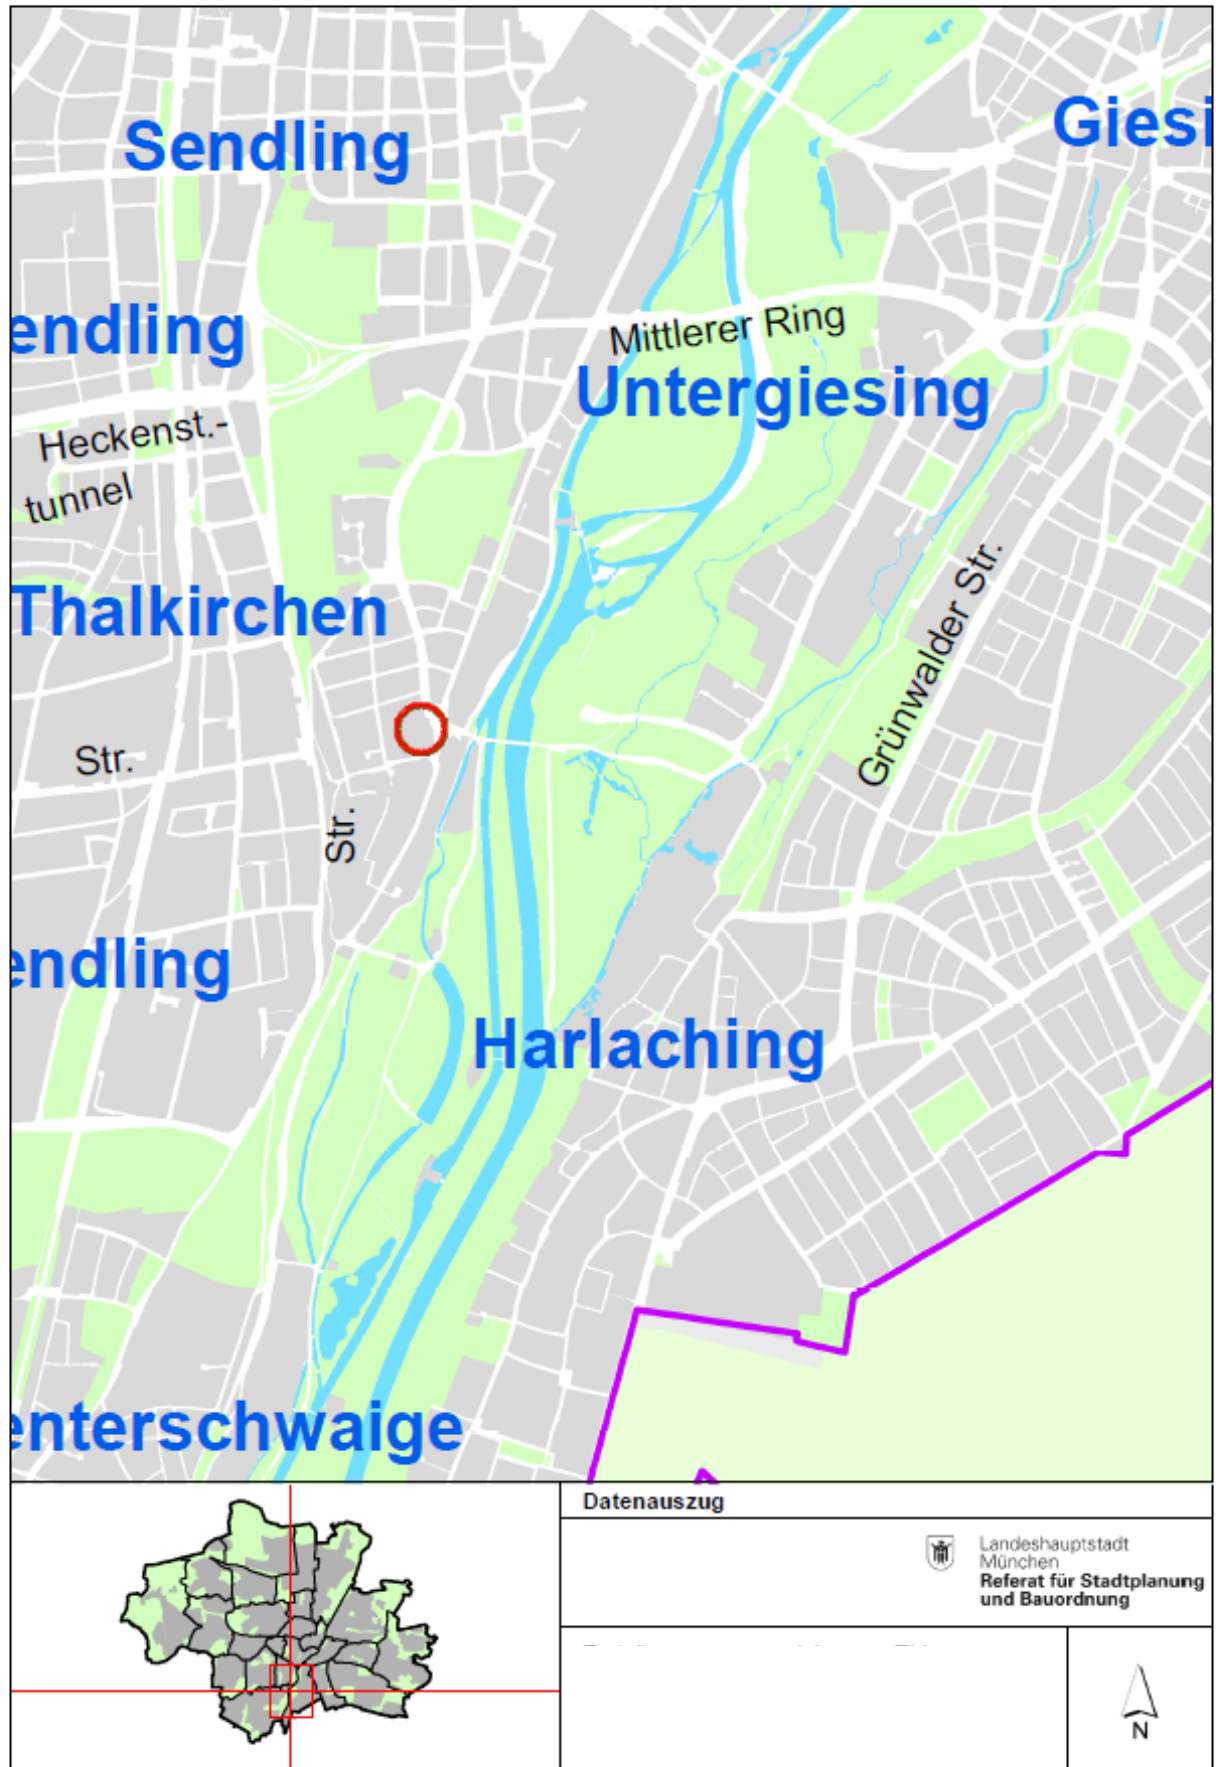 Sendling
Giesi
endling
Mittlerer Ring
Untergiesing
Heckenst.-
tunnel
Thalkirchen
Grünwalder Str.
Str.
Str.
endling
Harlaching
enterschwaige
Datenauszug
Landeshauptstadt
München
Referat für Stadtplanung
und Bauordnung
N